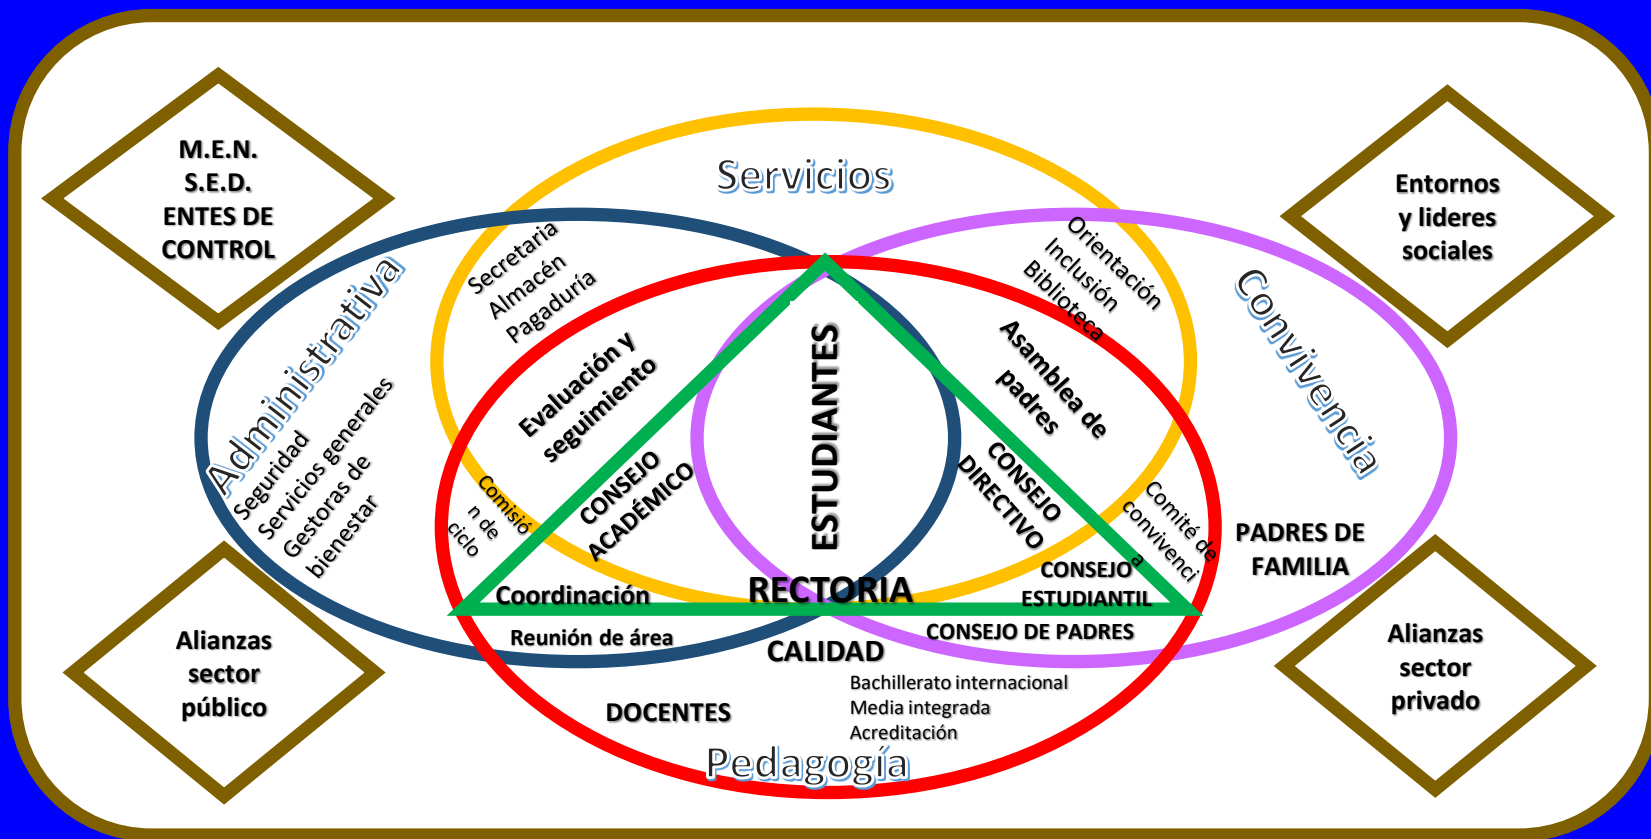 M.E.N.
S.E.D.
ENTES DE
CONTROL
Servicios
Entornos
y lideres
sociales
Administrativa
Secretaria
Almacén
Pagaduría
Orientación
Inclusión
Biblioteca
Convivencia
Seguridad
Servicios generales
Gestoras de
bienestar
Evaluación y
seguimiento
ESTUDIANTES
Asamblea de
padres
Comisió
n de
ciclo
CONSEJO
ACADÉMICO
CONSEJO
DIRECTIVO
Comité de
convivenci
a
PADRES DE
FAMILIA
Coordinación
RECTORIA
CONSEJO
ESTUDIANTIL
Reunión de área
CONSEJO DE PADRES
CALIDAD
Alianzas
sector
público
Bachillerato internacional
Media integrada
Acreditación
DOCENTES
Pedagogía
Alianzas
sector
privado